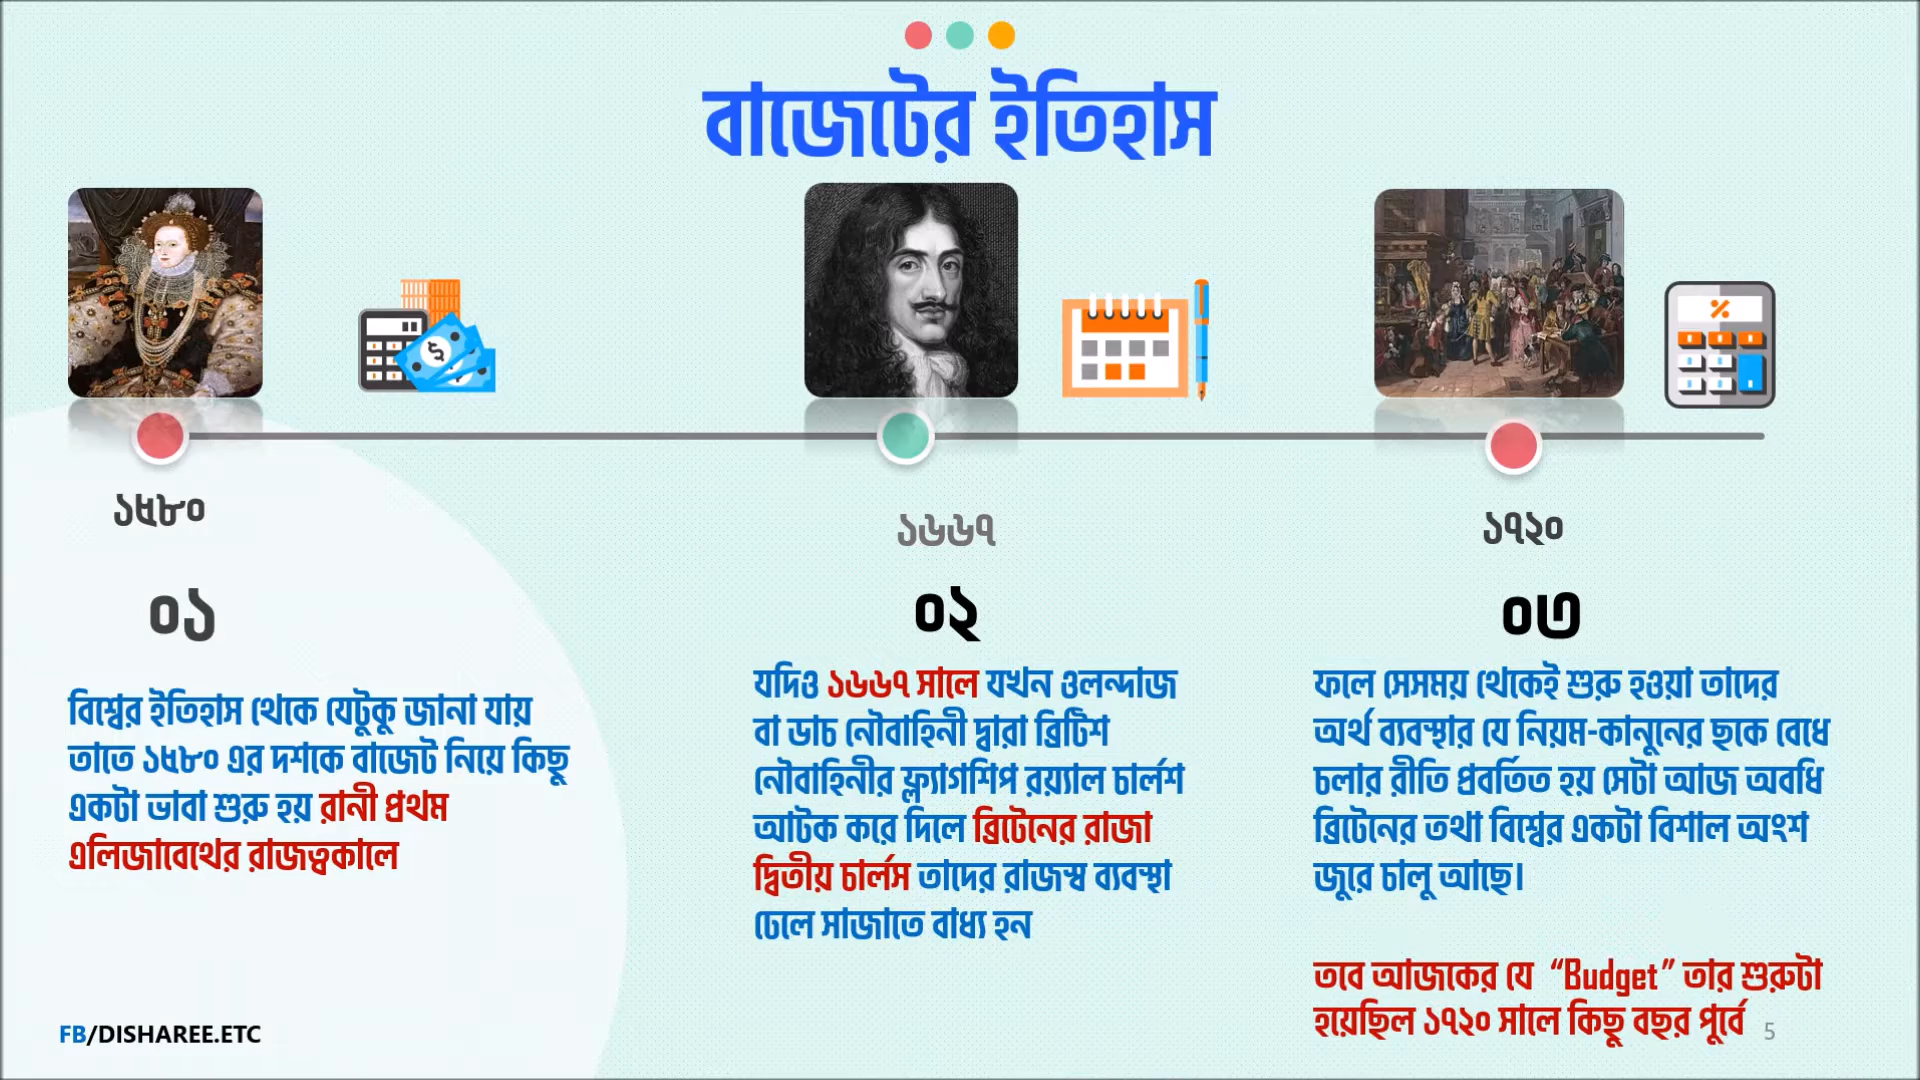 বাজেটের ইতিহাস
১৫৮০
০১
বিশ্বের ইতিহাস থেকে যেটুকু জানা যায়
তাতে ১৫৮০ এর দশকে বাজেট নিয়ে কিছু
একটা ভাবা শুরু হয় রানী প্রথম
এলিজাবেথের রাজত্বকালে
১৬৬৭
০২
যদিও ১৬৬৭ সালে যখন ওলন্দাজ
বা ডাচ নৌবাহিনী দ্বারা ব্রিটিশ
নৌবাহিনীর ফ্ল্যাগশিপ রয়্যাল চার্লশ
আটক করে দিলে ব্রিটেনের রাজা
দ্বিতীয় চার্লস তাদের রাজস্ব ব্যবস্থা
ঢেলে সাজাতে বাধ্য হন
১৭২০
০৩
ফলে সেসময় থেকেই শুরু হওয়া তাদের
অর্থ ব্যবস্থার যে নিয়ম-কানুনের ছকে বেধে
চলার রীতি প্রবর্তিত হয় সেটা আজ অবধি
ব্রিটেনের তথা বিশ্বের একটা বিশাল অংশ
জুরে চালু আছে।
তবে আজকের যে “Budget” তার শুরুটা
হয়েছিল ১৭২০ সালে কিছু বছর পূর্বে
FB/DISHAREE.ETC
5